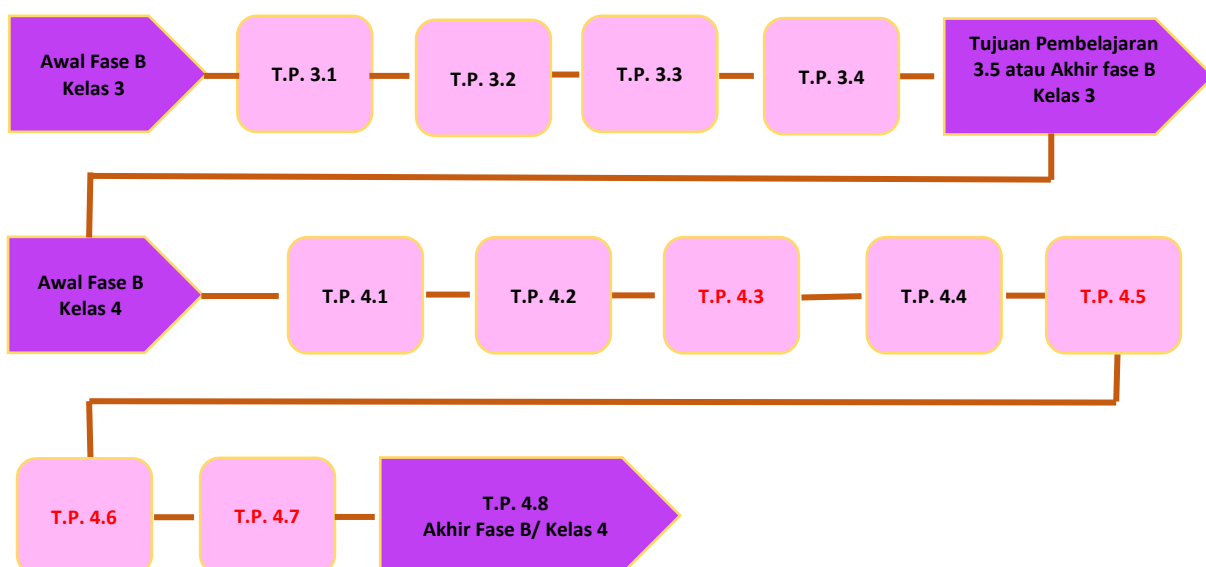 Awal Fase B
Kelas 3
T.P. 3.1
T.P. 3.2
T.P. 3.3
T.P. 3.4
Tujuan Pembelajaran
3.5 atau Akhir fase B
Kelas 3
Awal Fase B
Kelas 4
T.P. 4.1
T.P. 4.2
T.P. 4.3
T.P. 4.4
T.P. 4.5
T.P. 4.6
T.P. 4.7
T.P. 4.8
Akhir Fase B/ Kelas 4